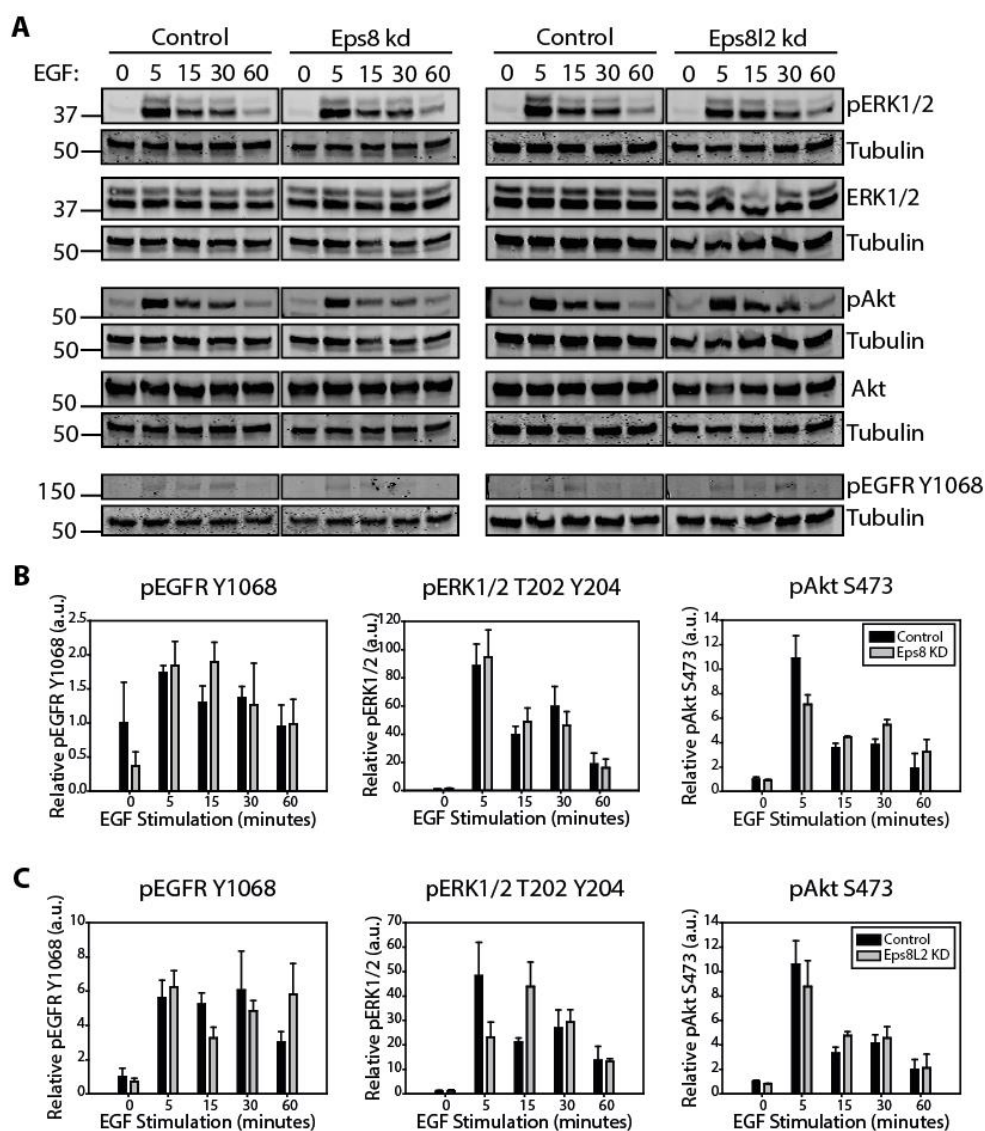 A
Control Eps8 kd Control Eps8l2 kd
EGF: 0 5 15 30 60 0 5 15 30 60 0 5 15 30 60 0 5 15 30 60
37 pERK1/2
50 Tubulin
37 ERK1/2
50 Tubulin
50 pAkt
50 Tubulin
50 Akt
50 Tubulin
150 pEGFR Y1068
50 Tubulin
B
pEGFR Y1068
Relative pEGFR Y1068 (a.u.)
2.5
2.0
1.5
1.0
0.5
0.0
0 5 15 30 60
EGF Stimulation (minutes)
pERK1/2 T202 Y204
Relative pERK1/2 (a.u.)
120
100
80
60
40
20
0
0 5 15 30 60
EGF Stimulation (minutes)
pAkt S473
Relative pAkt S473 (a.u.)
14
12
10
8
6
4
2
0
Control
Eps8 KD
0 5 15 30 60
EGF Stimulation (minutes)
C
pEGFR Y1068
Relative pEGFR Y1068 (a.u.)
10
8
6
4
2
0
0 5 15 30 60
EGF Stimulation (minutes)
pERK1/2 T202 Y204
Relative pERK1/2 (a.u.)
70
60
50
40
30
20
10
0
0 5 15 30 60
EGF Stimulation (minutes)
pAkt S473
Relative pAkt S473 (a.u.)
14
12
10
8
6
4
2
0
Control
Eps8L2 KD
0 5 15 30 60
EGF Stimulation (minutes)